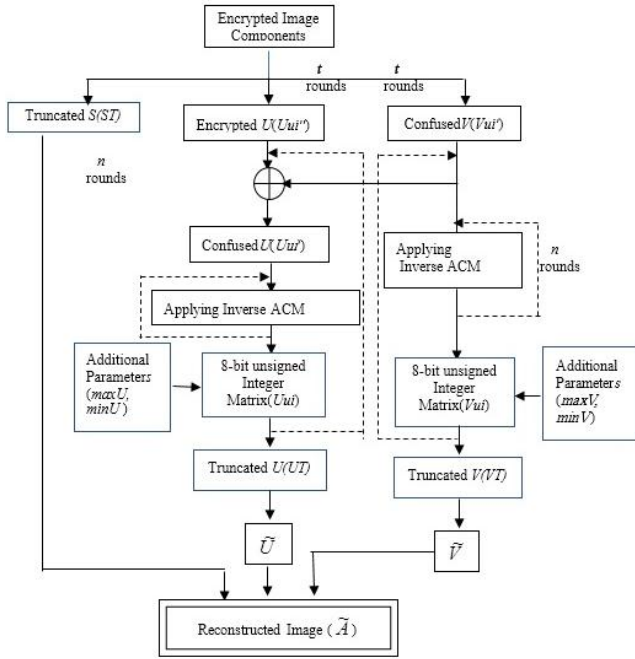 Encrypted Image
Components
t
rounds
t
rounds
Truncated S(ST)
Encrypted U(Uui'')
ConfusedV(Vui')
n
rounds
Confused U(Uui')
Applying
Inverse ACM
n
rounds
Applying Inverse ACM
Additional
Parameters
(maxU,
minU )
8-bit unsigned
Integer
Matrix(Uui)
8-bit unsigned
Integer
Matrix(Vui)
Additional
Parameters
(maxV,
minV)
Truncated U(UT)
Truncated V(VT)
Ũ
Ṽ
Reconstructed Image ( Ã )